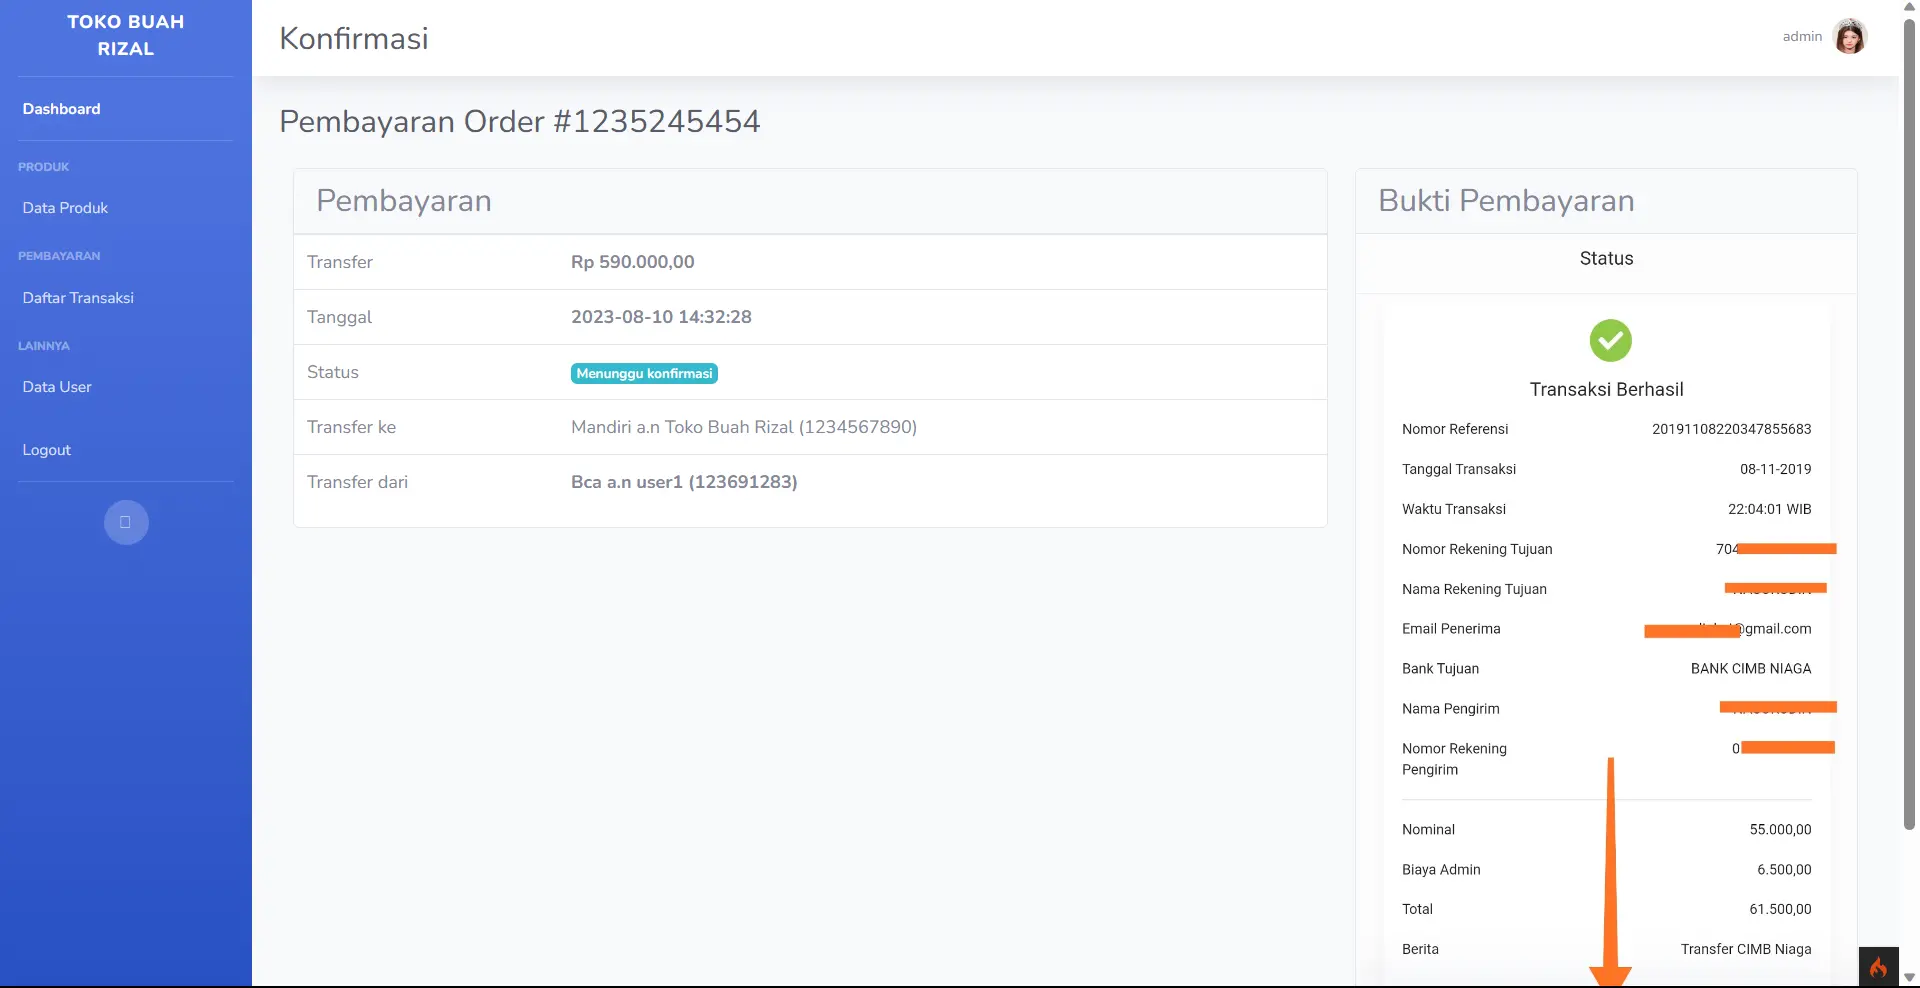 TOKO BUAH
RIZAL
Dashboard
PRODUK
Data Produk
PEMBAYARAN
Daftar Transaksi
LAINNYA
Data User
Logout
Konfirmasi
admin
Pembayaran Order #1235245454
Pembayaran
Transfer Rp 590.000,00
Tanggal 2023-08-10 14:32:28
Status Menunggu konfirmasi
Transfer ke Mandiri a.n Toko Buah Rizal (1234567890)
Transfer dari Bca a.n user1 (123691283)
Bukti Pembayaran
Status
Transaksi Berhasil
Nomor Referensi 20191108220347855683
Tanggal Transaksi 08-11-2019
Waktu Transaksi 22:04:01 WIB
Nomor Rekening Tujuan 704
Nama Rekening Tujuan
Email Penerima @gmail.com
Bank Tujuan BANK CIMB NIAGA
Nama Pengirim
Nomor Rekening 0
Pengirim
Nominal 55.000,00
Biaya Admin 6.500,00
Total 61.500,00
Berita Transfer CIMB Niaga